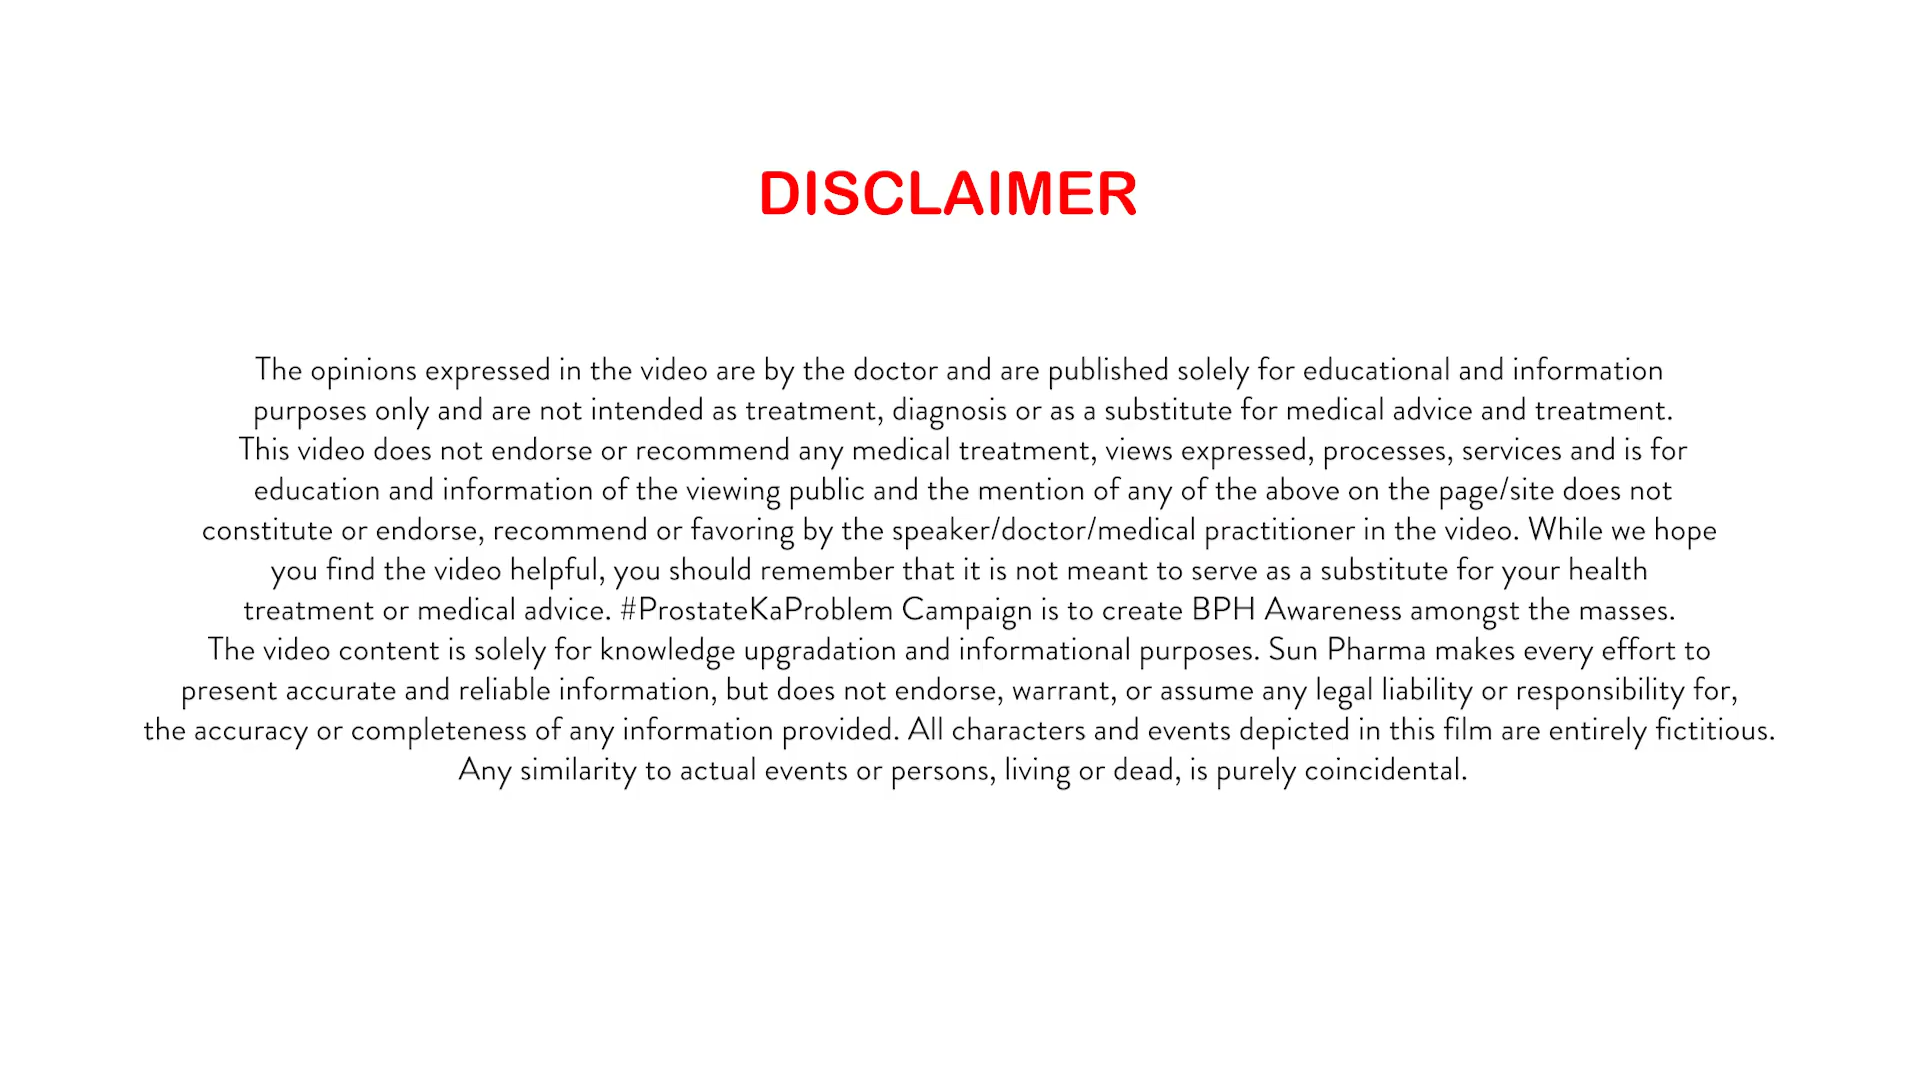 DISCLAIMER
The opinions expressed in the video are by the doctor and are published solely for educational and information
purposes only and are not intended as treatment, diagnosis or as a substitute for medical advice and treatment.
This video does not endorse or recommend any medical treatment, views expressed, processes, services and is for
education and information of the viewing public and the mention of any of the above on the page/site does not
constitute or endorse, recommend or favoring by the speaker/doctor/medical practitioner in the video. While we hope
you find the video helpful, you should remember that it is not meant to serve as a substitute for your health
treatment or medical advice. #ProstateKaProblem Campaign is to create BPH Awareness amongst the masses.
The video content is solely for knowledge upgradation and informational purposes. Sun Pharma makes every effort to
present accurate and reliable information, but does not endorse, warrant, or assume any legal liability or responsibility for,
the accuracy or completeness of any information provided. All characters and events depicted in this film are entirely fictitious.
Any similarity to actual events or persons, living or dead, is purely coincidental.